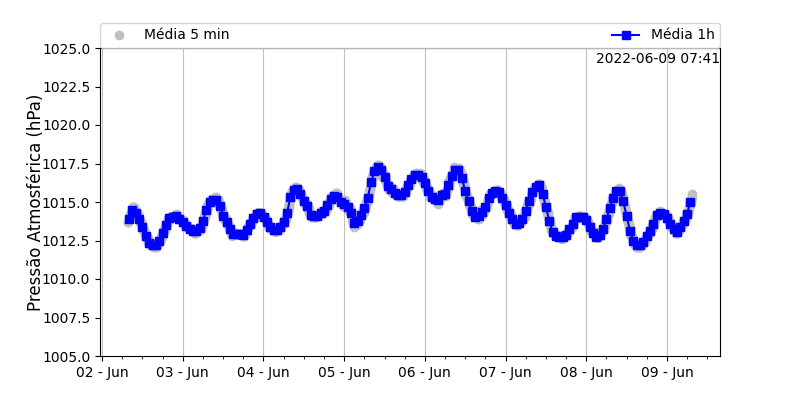 Média 5 min
Média 1h
2022-06-09 07:41
Pressão Atmosférica (hPa)
1025.0
1022.5
1020.0
1017.5
1015.0
1012.5
1010.0
1007.5
1005.0
02 - Jun
03 - Jun
04 - Jun
05 - Jun
06 - Jun
07 - Jun
08 - Jun
09 - Jun